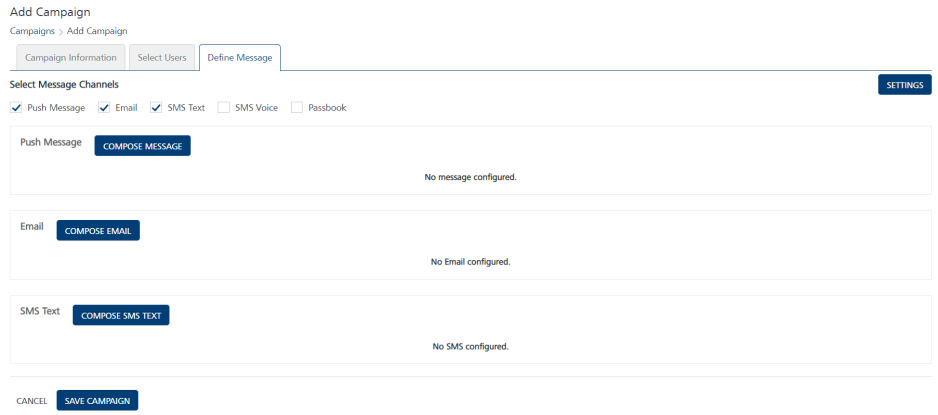 Add Campaign
Campaigns > Add Campaign
Campaign Information Select Users Define Message
Select Message Channels SETTINGS
Push Message Email SMS Text SMS Voice Passbook
Push Message COMPOSE MESSAGE
No message configured.
Email COMPOSE EMAIL
No Email configured.
SMS Text COMPOSE SMS TEXT
No SMS configured.
CANCEL SAVE CAMPAIGN